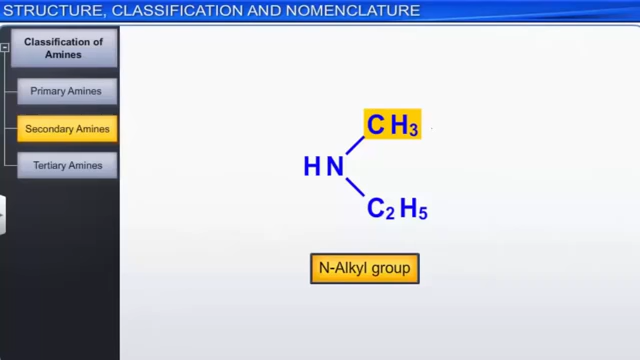 STRUCTURE, CLASSIFICATION AND NOMENCLATURE
Classification of
Amines
Primary Amines
Secondary Amines
Tertiary Amines
CH₃
HN
C₂H₅
N-Alkyl group